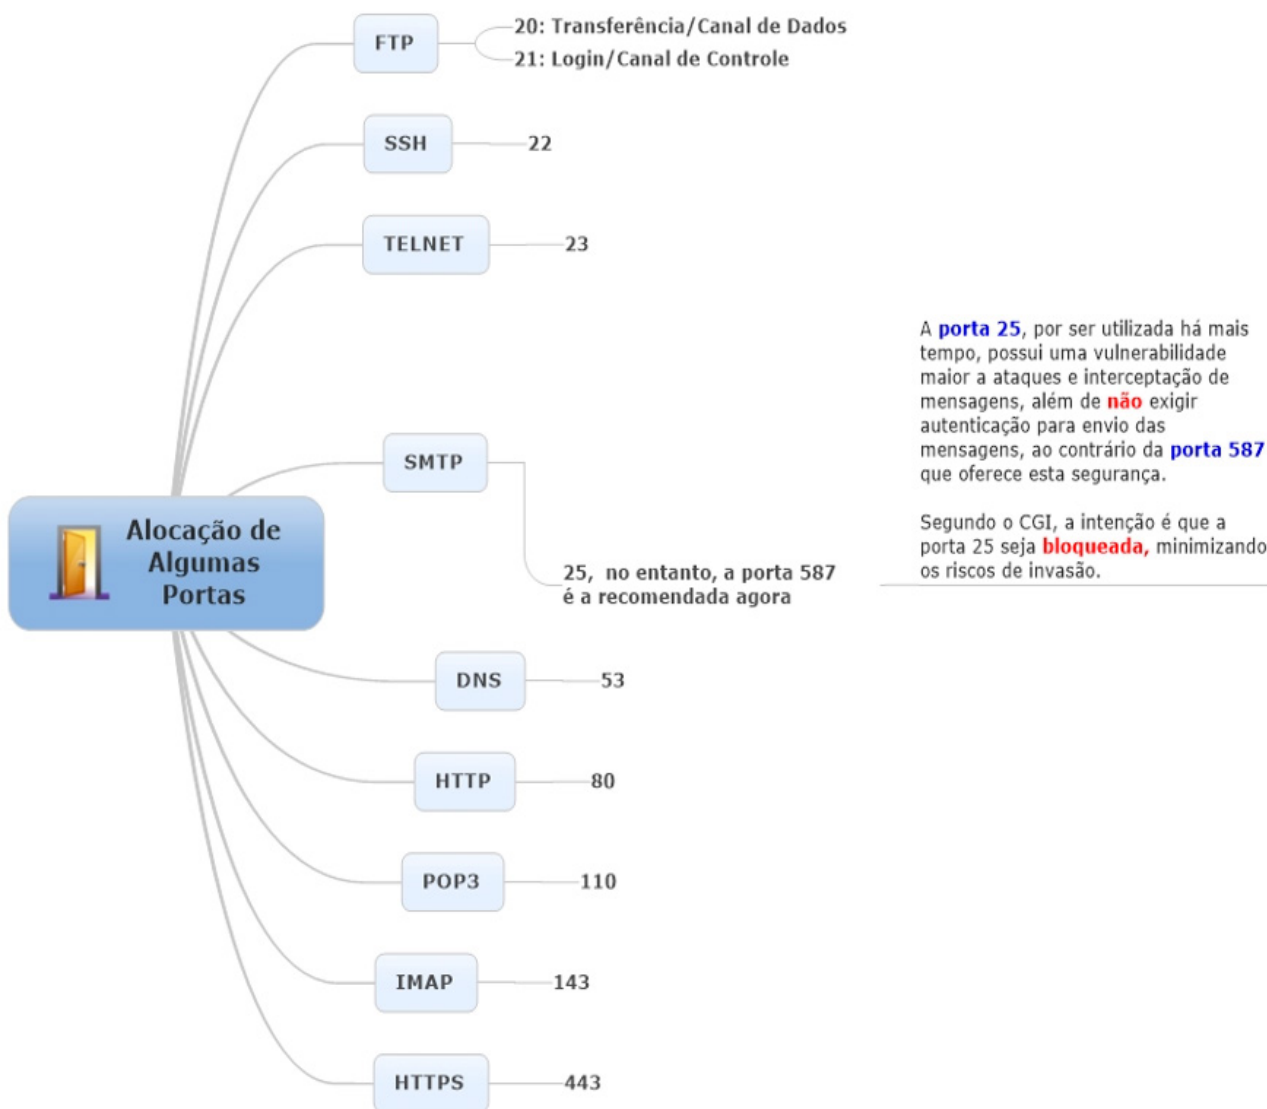 FTP
20: Transferência/Canal de Dados
21: Login/Canal de Controle
SSH
22
TELNET
23
A porta 25, por ser utilizada há mais
tempo, possui uma vulnerabilidade
maior a ataques e interceptação de
mensagens, além de não exigir
autenticação para envio das
mensagens, ao contrário da porta 587
que oferece esta segurança.
Segundo o CGI, a intenção é que a
porta 25 seja bloqueada, minimizando
os riscos de invasão.
SMTP
25, no entanto, a porta 587
é a recomendada agora
Alocação de
Algumas
Portas
DNS
53
HTTP
80
POP3
110
IMAP
143
HTTPS
443